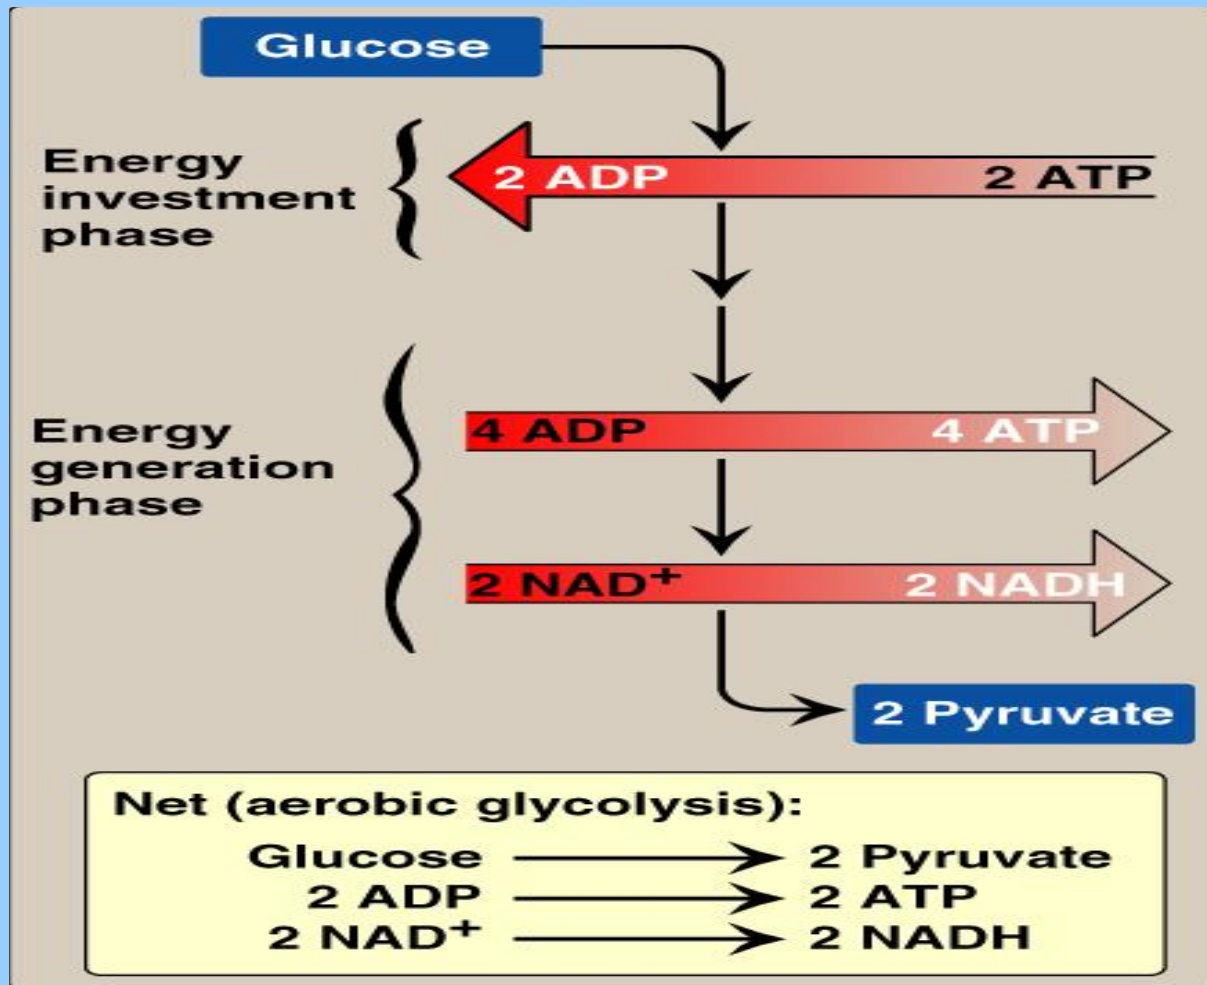 Glucose
Energy
investment
phase
2 ADP 2 ATP
Energy
generation
phase
4 ADP 4 ATP
2 NAD+ 2 NADH
2 Pyruvate
Net (aerobic glycolysis):
Glucose 2 Pyruvate
2 ADP 2 ATP
2 NAD+ 2 NADH